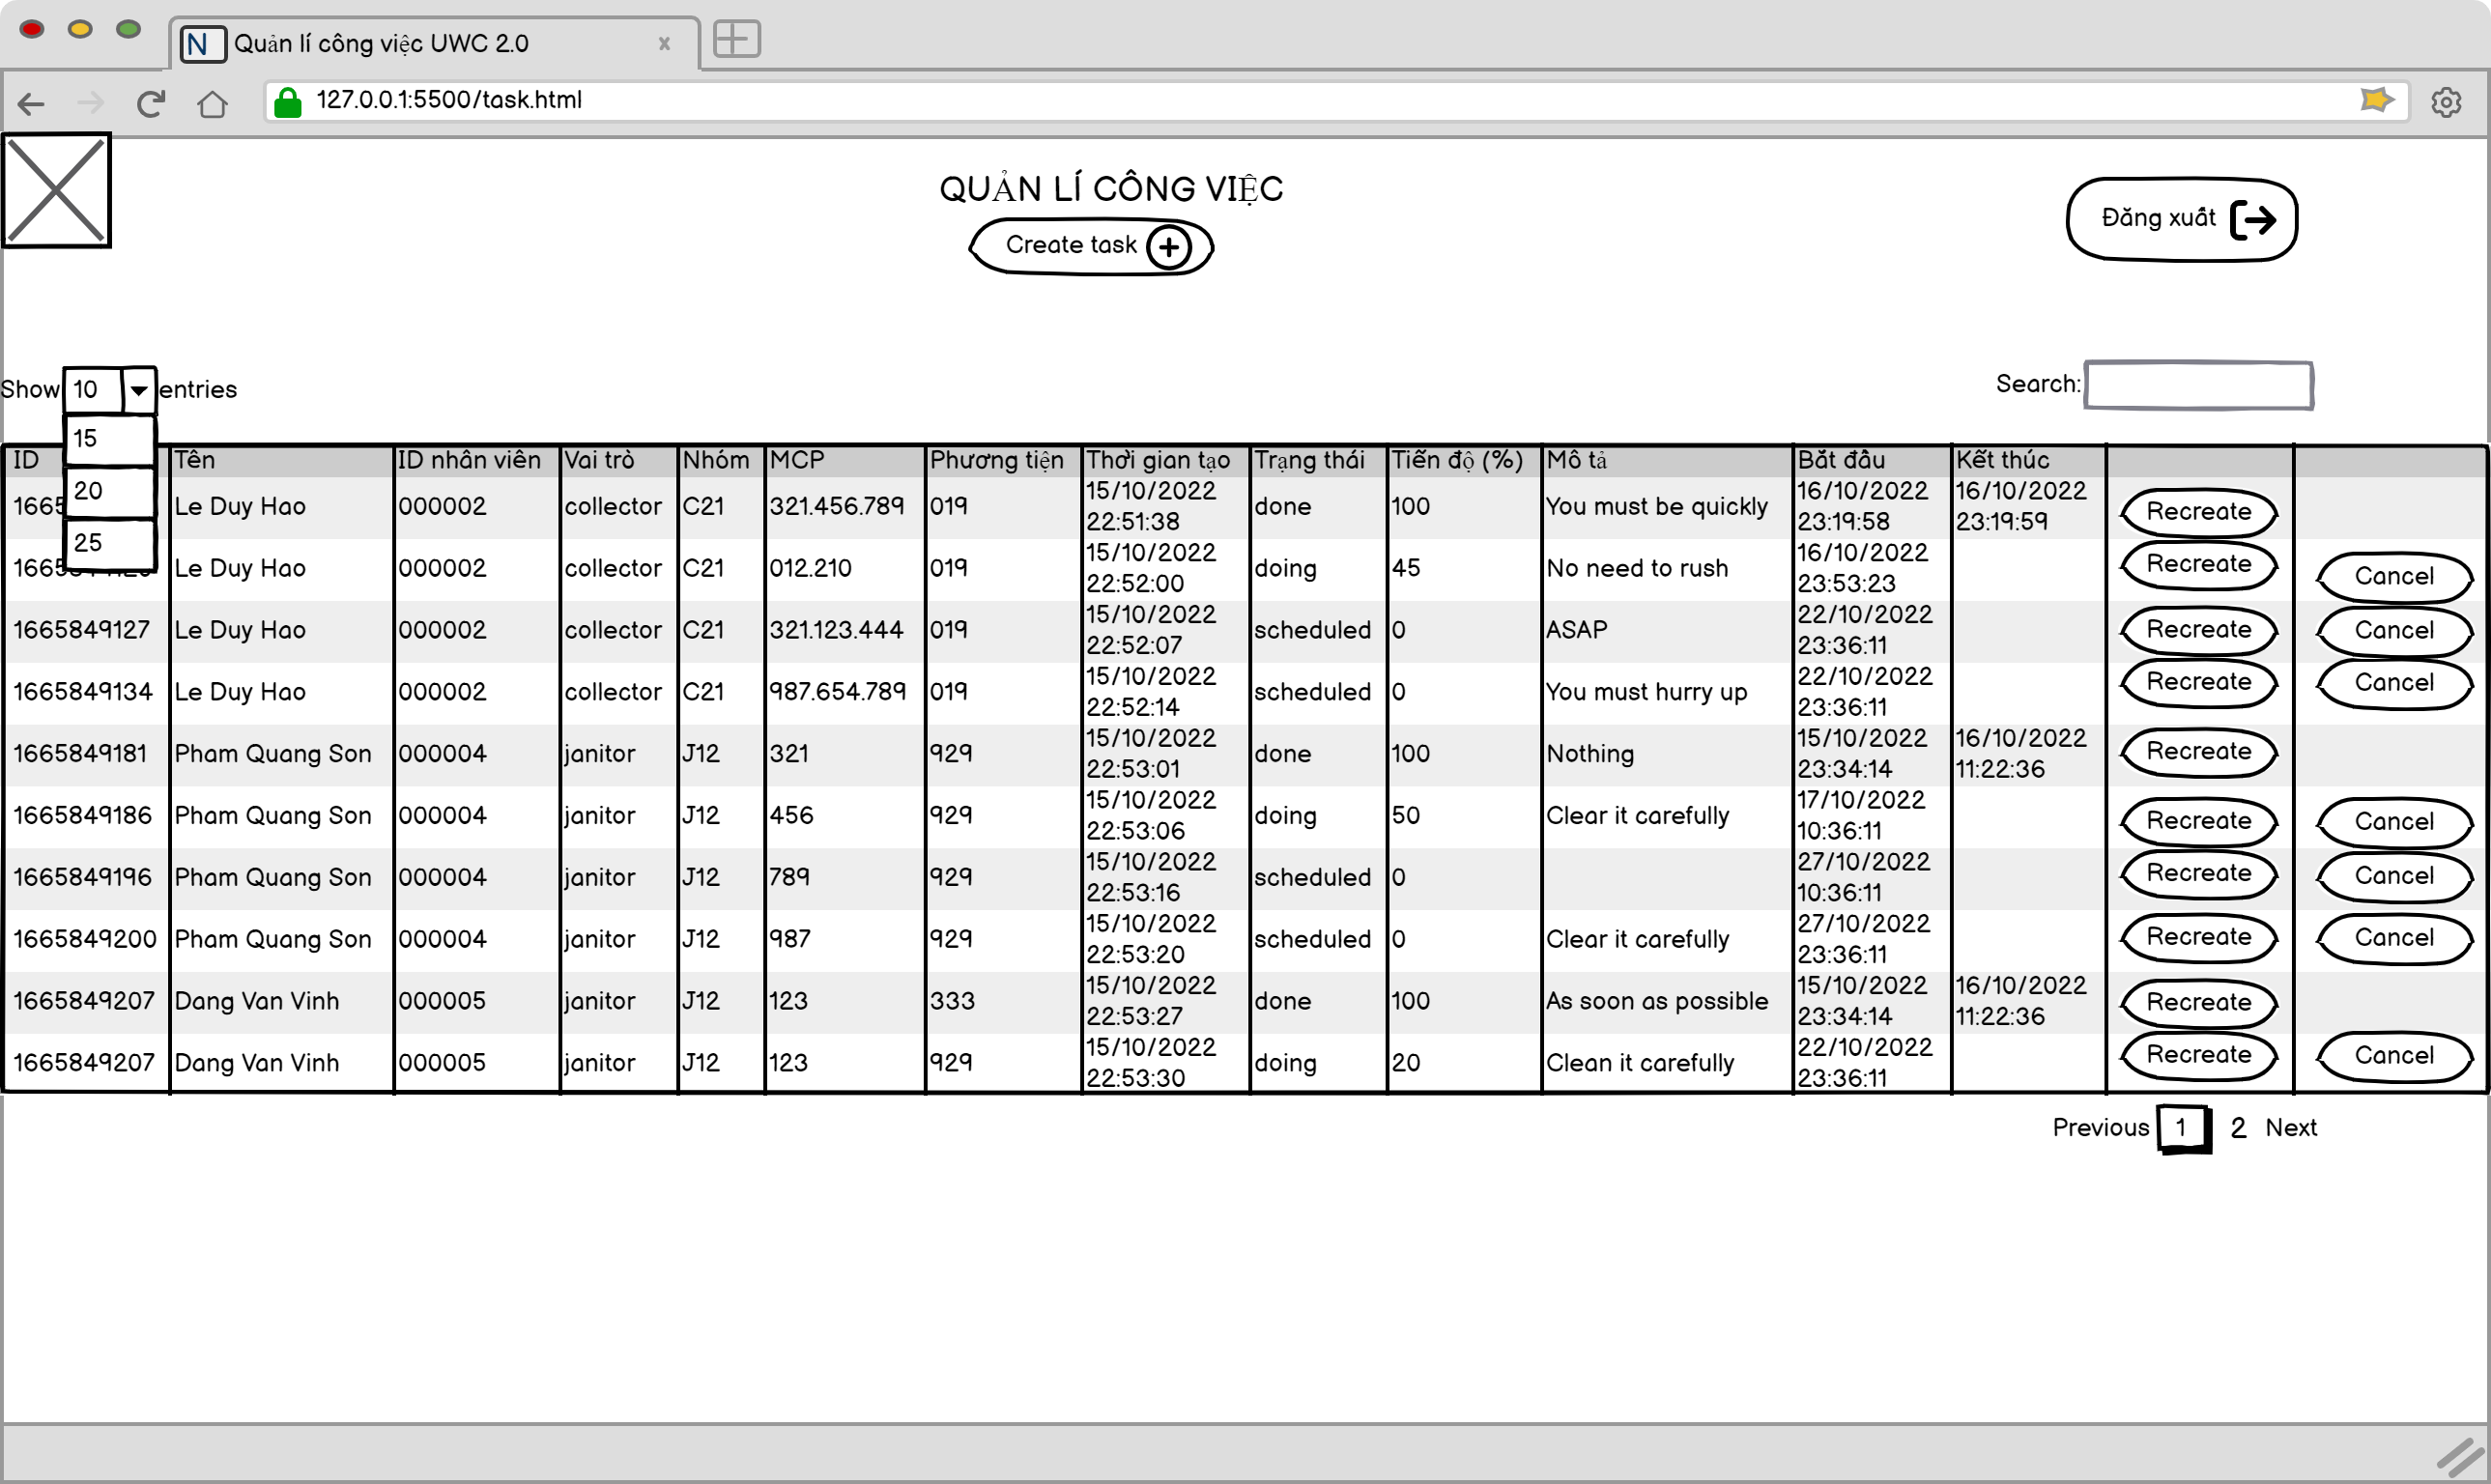 Quản lí công việc UWC 2.0
127.0.0.1:5500/task.html
QUẢN LÍ CÔNG VIỆC
Create task
Đăng xuất
Show 10 entries
15
20
25
Search:
ID Tên ID nhân viên Vai trò Nhóm MCP Phương tiện Thời gian tạo Trạng thái Tiến độ (%) Mô tả Bắt đầu Kết thúc
1665 Le Duy Hao 000002 collector C21 321.456.789 019 15/10/2022 22:51:38 done 100 You must be quickly 16/10/2022 23:19:58 16/10/2022 23:19:59 Recreate
Le Duy Hao 000002 collector C21 012.210 019 15/10/2022 22:52:00 doing 45 No need to rush 16/10/2022 23:53:23 Recreate Cancel
1665849127 Le Duy Hao 000002 collector C21 321.123.444 019 15/10/2022 22:52:07 scheduled 0 ASAP 22/10/2022 23:36:11 Recreate Cancel
1665849134 Le Duy Hao 000002 collector C21 987.654.789 019 15/10/2022 22:52:14 scheduled 0 You must hurry up 22/10/2022 23:36:11 Recreate Cancel
1665849181 Pham Quang Son 000004 janitor J12 321 929 15/10/2022 22:53:01 done 100 Nothing 15/10/2022 23:34:14 16/10/2022 11:22:36 Recreate
1665849186 Pham Quang Son 000004 janitor J12 456 929 15/10/2022 22:53:06 doing 50 Clear it carefully 17/10/2022 10:36:11 Recreate Cancel
1665849196 Pham Quang Son 000004 janitor J12 789 929 15/10/2022 22:53:16 scheduled 0 27/10/2022 10:36:11 Recreate Cancel
1665849200 Pham Quang Son 000004 janitor J12 987 929 15/10/2022 22:53:20 scheduled 0 Clear it carefully 27/10/2022 23:36:11 Recreate Cancel
1665849207 Dang Van Vinh 000005 janitor J12 123 333 15/10/2022 22:53:27 done 100 As soon as possible 15/10/2022 23:34:14 16/10/2022 11:22:36 Recreate
1665849207 Dang Van Vinh 000005 janitor J12 123 929 15/10/2022 22:53:30 doing 20 Clean it carefully 22/10/2022 23:36:11 Recreate Cancel
Previous 1 2 Next